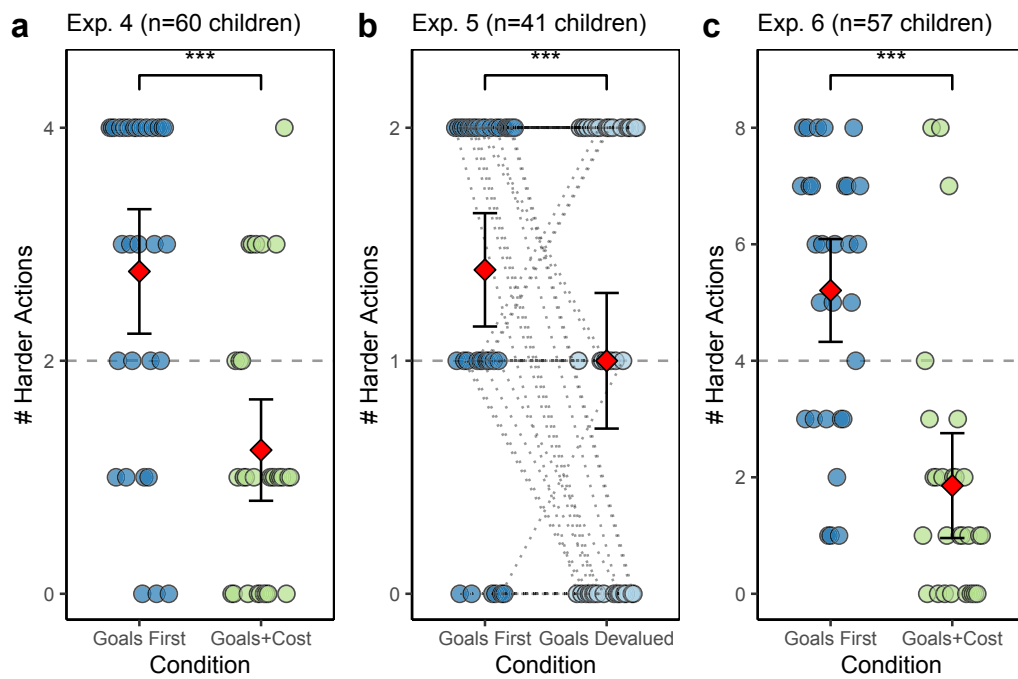 a Exp. 4 (n=60 children)
***
# Harder Actions
4
2
0
Goals First Goals+Cost
Condition
b Exp. 5 (n=41 children)
***
# Harder Actions
2
1
0
Goals First Goals Devalued
Condition
c Exp. 6 (n=57 children)
***
# Harder Actions
8
6
4
2
0
Goals First Goals+Cost
Condition